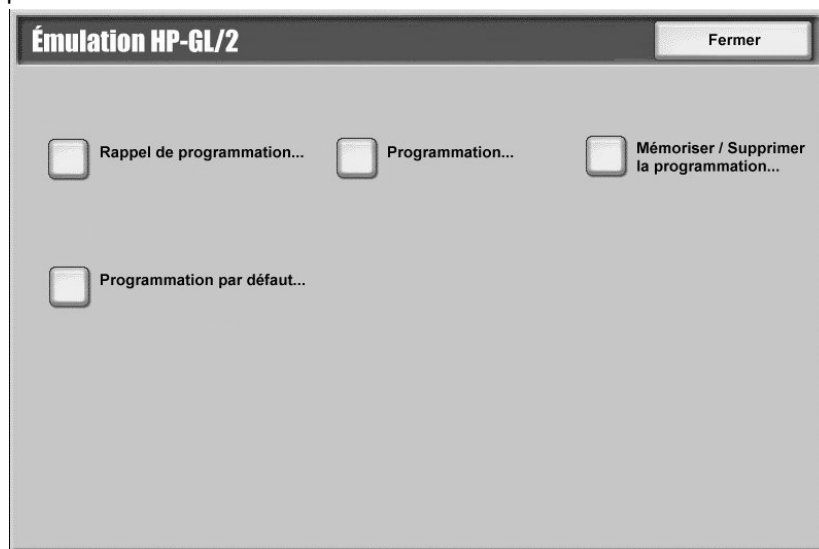 Émulation HP-GL/2
Fermer
Rappel de programmation...
Programmation...
Mémoriser / Supprimer
la programmation...
Programmation par défaut...